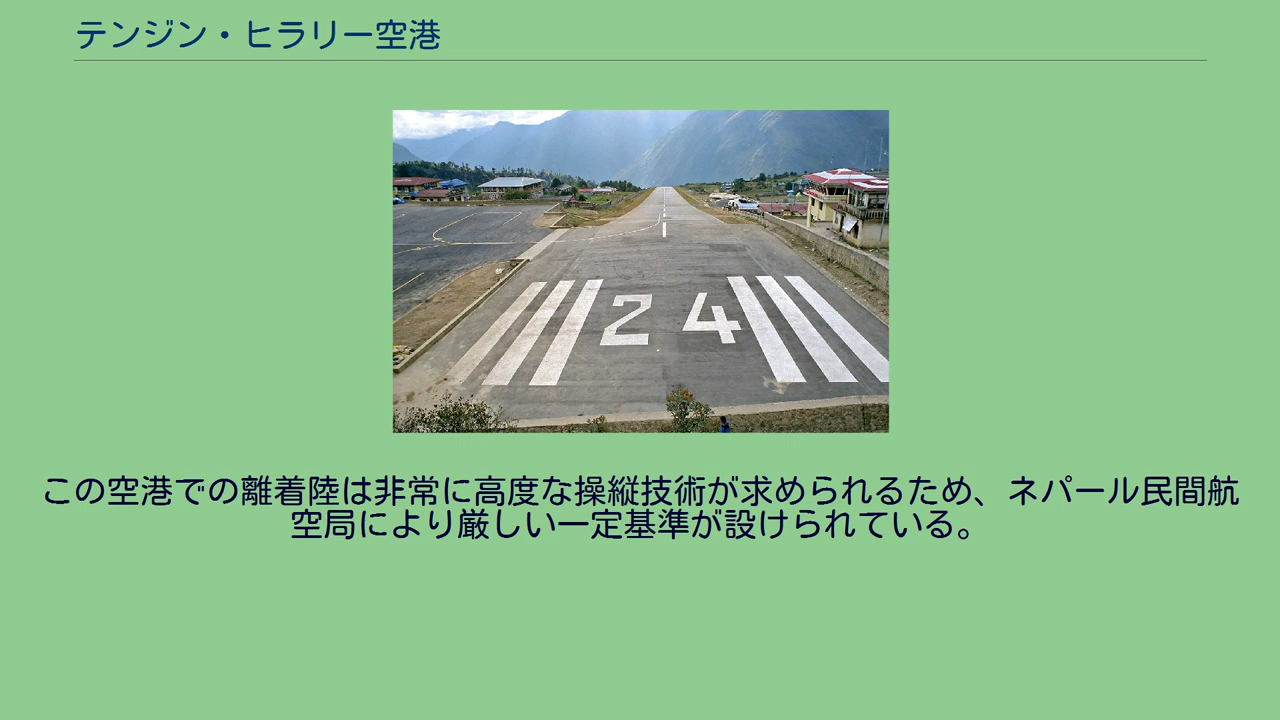 テンジン・ヒラリー空港
24
この空港での離着陸は非常に高度な操縦技術が求められるため、ネパール民間航
空局により厳しい一定基準が設けられている。